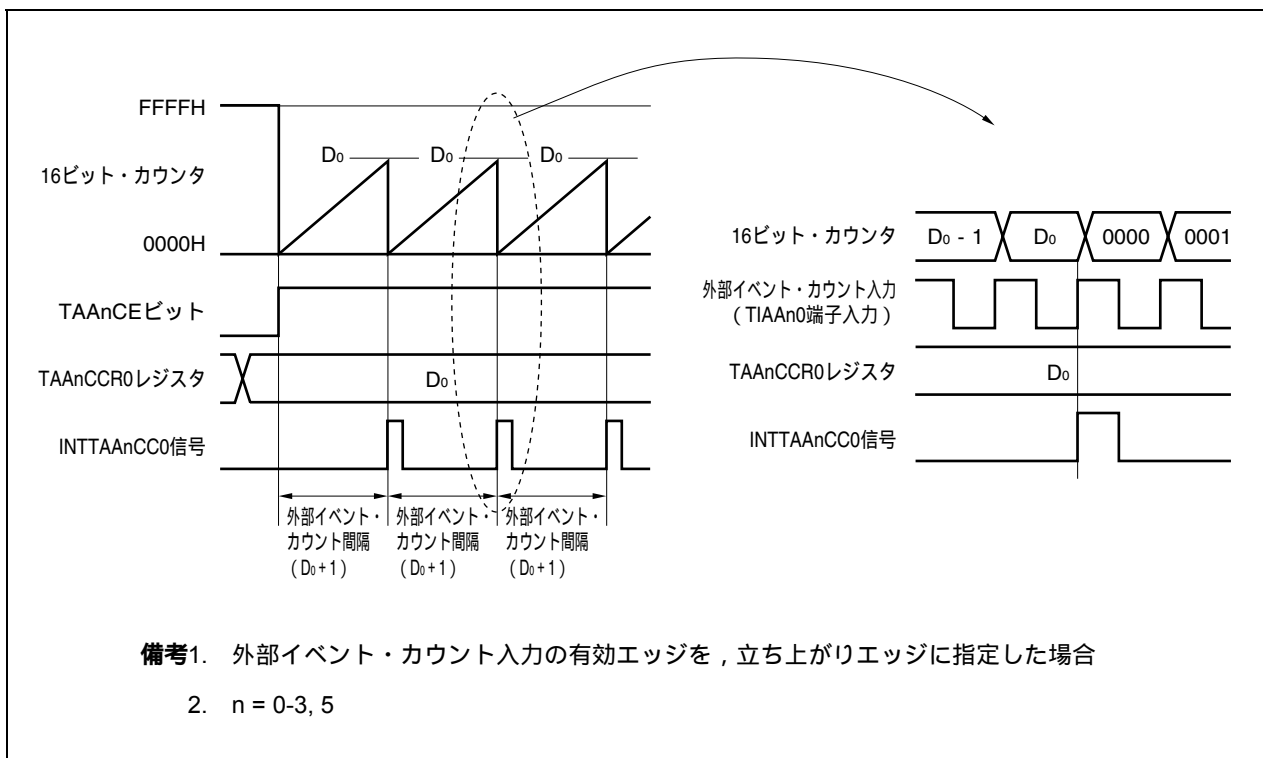 FFFFH
D0
D0
D0
16ビット・カウンタ
0000H
TAAnCEビット
TAAnCCR0レジスタ
D0
INTTAAnCC0信号
外部イベント・
カウント間隔
(D0+1)
外部イベント・
カウント間隔
(D0+1)
外部イベント・
カウント間隔
(D0+1)
16ビット・カウンタ
D0 - 1
D0
0000
0001
外部イベント・カウント入力
(TIAAn0端子入力)
TAAnCCR0レジスタ
D0
INTTAAnCC0信号
備考1. 外部イベント・カウント入力の有効エッジを,立ち上がりエッジに指定した場合
2. n = 0-3, 5